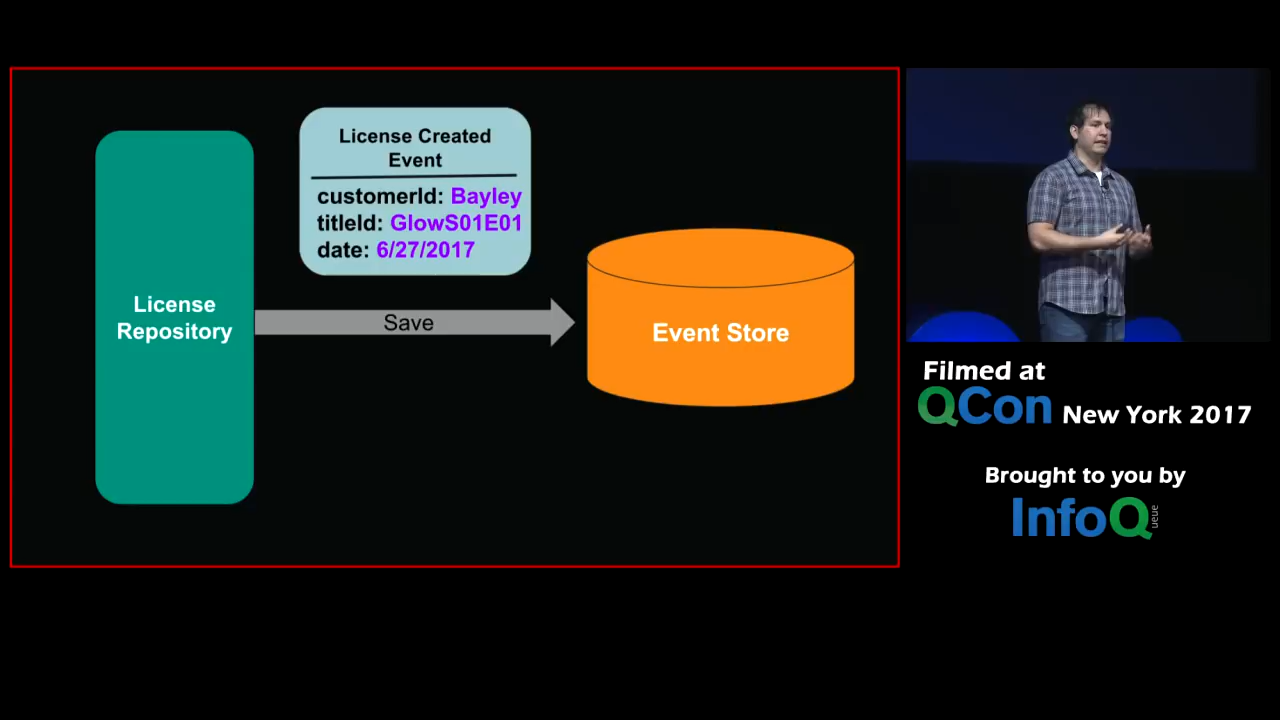 License Created
Event
customerId: Bayley
titleId: GlowS01E01
date: 6/27/2017
License
Repository
Save
Event Store
Filmed at
QCon New York 2017
Brought to you by
InfoQ
ueue